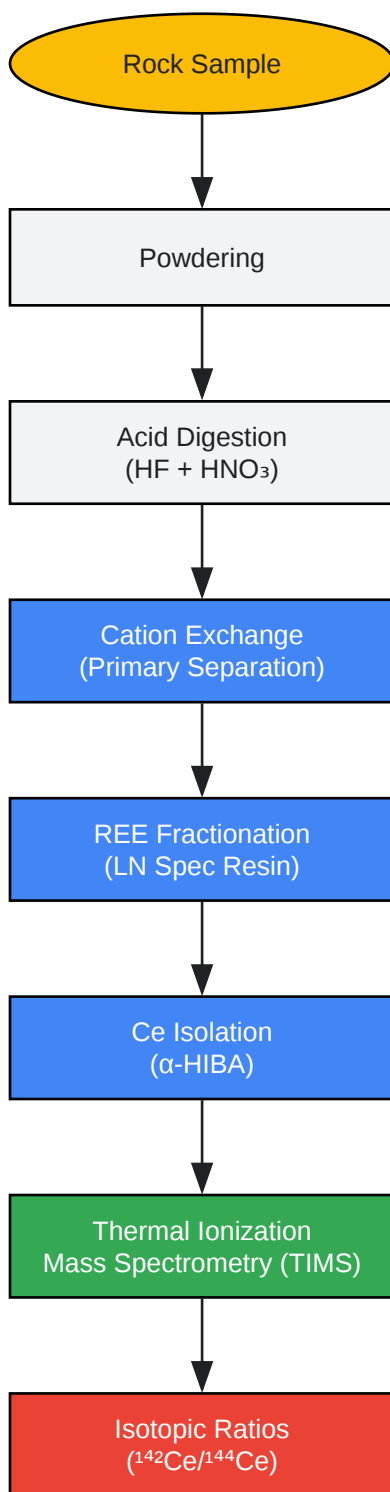 Rock Sample
Powdering
Acid Digestion
(HF + HNO₃)
Cation Exchange
(Primary Separation)
REE Fractionation
(LN Spec Resin)
Ce Isolation
(α-HIBA)
Thermal Ionization
Mass Spectrometry (TIMS)
Isotopic Ratios
(¹⁴²Ce/¹⁴⁴Ce)